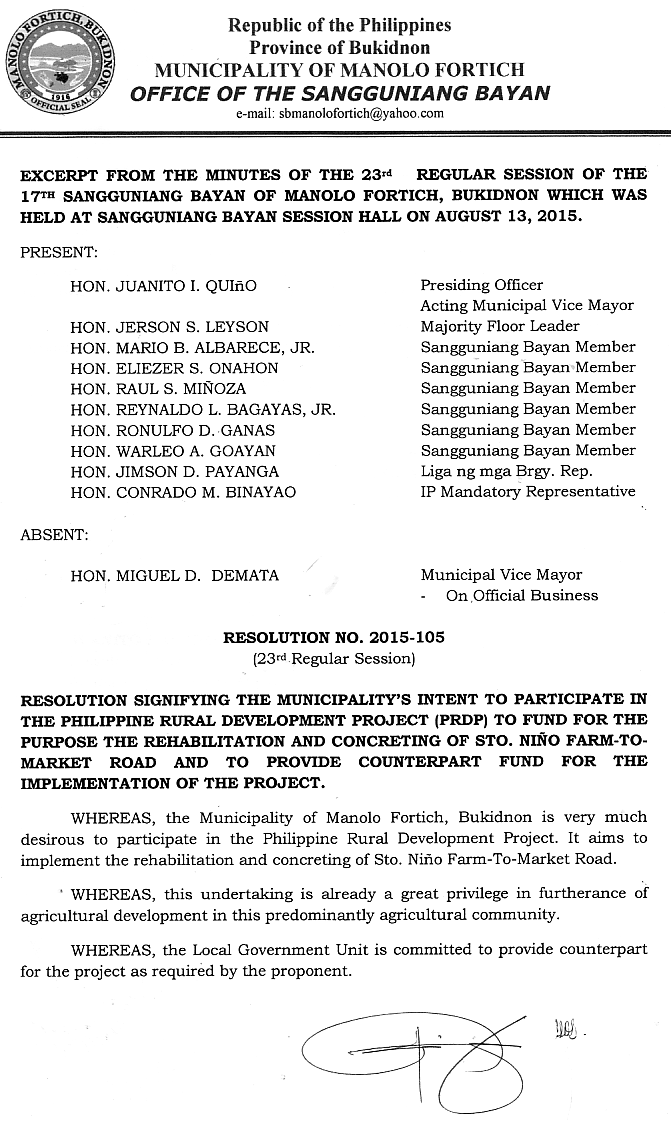 MANOLO FORTICH, BUKIDNON
1916
OFFICIAL SEAL
Republic of the Philippines
Province of Bukidnon
MUNICIPALITY OF MANOLO FORTICH
OFFICE OF THE SANGGUNIANG BAYAN
e-mail: sbmanolofortich@yahoo.com
EXCERPT FROM THE MINUTES OF THE 23rd REGULAR SESSION OF THE
17TH SANGGUNIANG BAYAN OF MANOLO FORTICH, BUKIDNON WHICH WAS
HELD AT SANGGUNIANG BAYAN SESSION HALL ON AUGUST 13, 2015.
PRESENT:
HON. JUANITO I. QUIñO Presiding Officer
Acting Municipal Vice Mayor
HON. JERSON S. LEYSON Majority Floor Leader
HON. MARIO B. ALBARECE, JR. Sangguniang Bayan Member
HON. ELIEZER S. ONAHON Sangguniang Bayan Member
HON. RAUL S. MIÑOZA Sangguniang Bayan Member
HON. REYNALDO L. BAGAYAS, JR. Sangguniang Bayan Member
HON. RONULFO D. GANAS Sangguniang Bayan Member
HON. WARLEO A. GOAYAN Sangguniang Bayan Member
HON. JIMSON D. PAYANGA Liga ng mga Brgy. Rep.
HON. CONRADO M. BINAYAO IP Mandatory Representative
ABSENT:
HON. MIGUEL D. DEMATA Municipal Vice Mayor
- On Official Business
RESOLUTION NO. 2015-105
(23rd Regular Session)
RESOLUTION SIGNIFYING THE MUNICIPALITY'S INTENT TO PARTICIPATE IN
THE PHILIPPINE RURAL DEVELOPMENT PROJECT (PRDP) TO FUND FOR THE
PURPOSE THE REHABILITATION AND CONCRETING OF STO. NIÑO FARM-TO-
MARKET ROAD AND TO PROVIDE COUNTERPART FUND FOR THE
IMPLEMENTATION OF THE PROJECT.
WHEREAS, the Municipality of Manolo Fortich, Bukidnon is very much
desirous to participate in the Philippine Rural Development Project. It aims to
implement the rehabilitation and concreting of Sto. Niño Farm-To-Market Road.
WHEREAS, this undertaking is already a great privilege in furtherance of
agricultural development in this predominantly agricultural community.
WHEREAS, the Local Government Unit is committed to provide counterpart
for the project as required by the proponent.